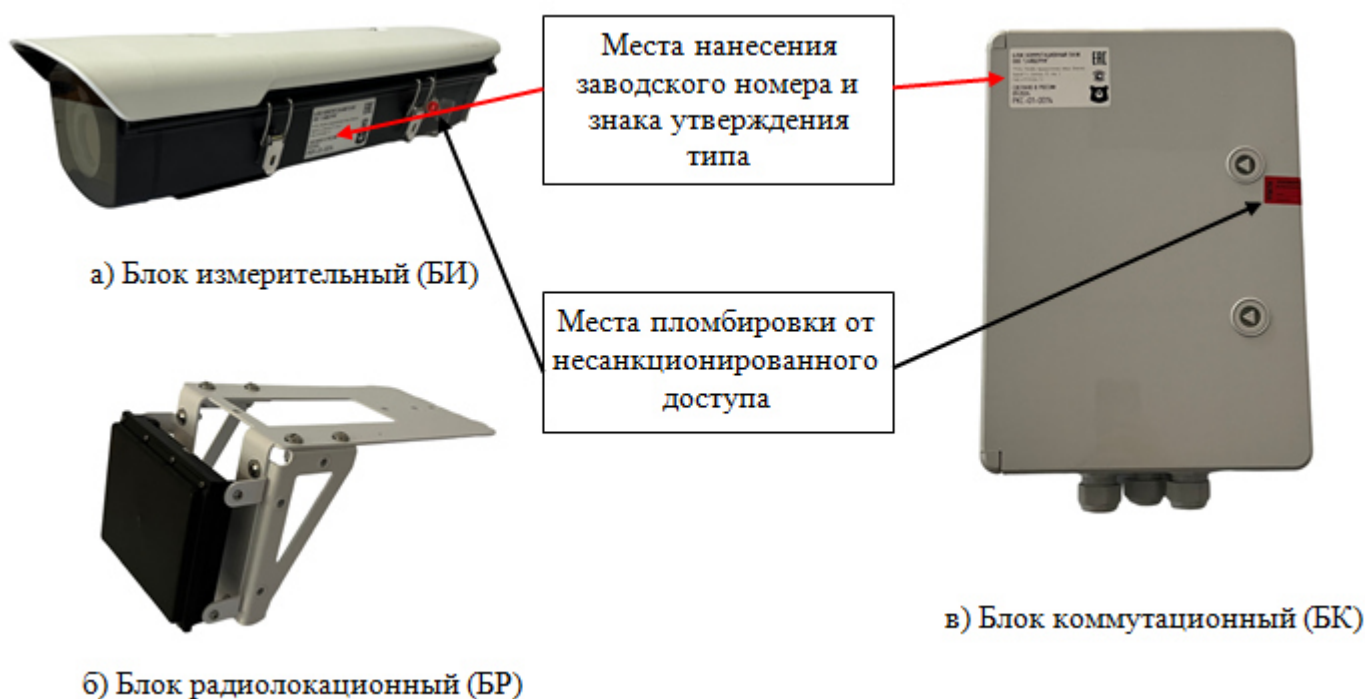 Места нанесения
заводского номера и
знака утверждения
типа
а) Блок измерительный (БИ)
Места пломбировки от
несанкционированного
доступа
в) Блок коммутационный (БК)
б) Блок радиолокационный (БР)